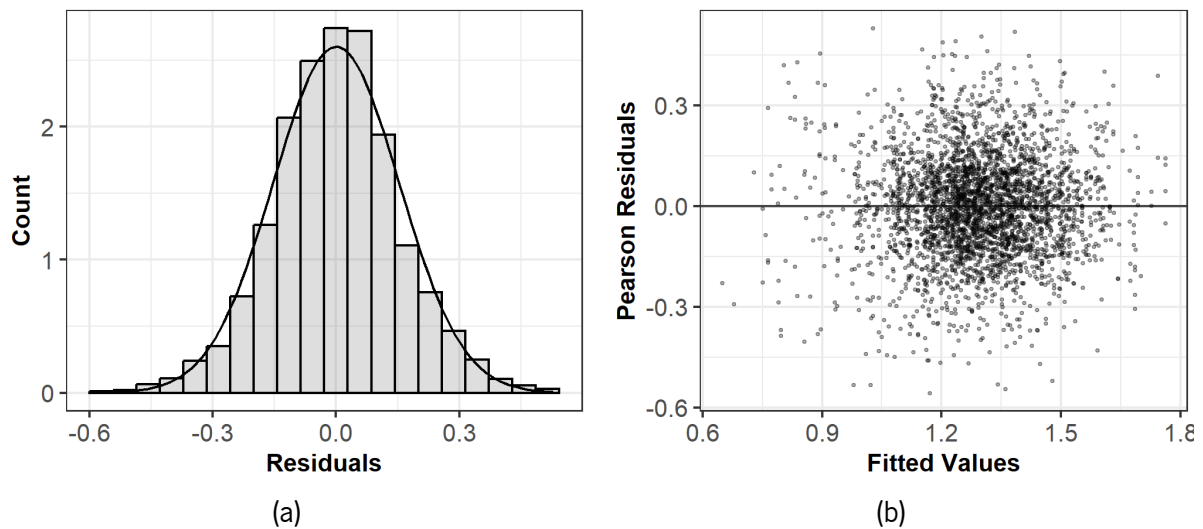 Count
2
1
0
-0.6 -0.3 0.0 0.3
Residuals
(a)
Pearson Residuals
0.3
0.0
-0.3
-0.6
0.6 0.9 1.2 1.5 1.8
Fitted Values
(b)